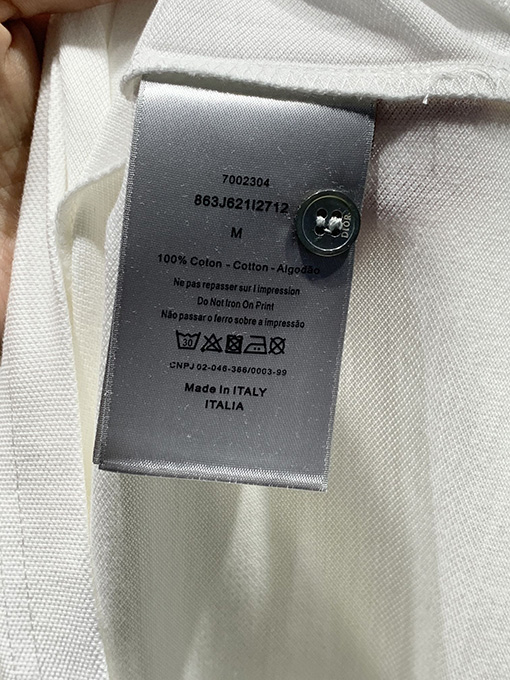 7002304
863J621I2712
M
DIOR
100% Coton - Cotton - Algodão
Ne pas repasser sur l impression
Do Not Iron On Print
Não passar o ferro sobre a impressão
30
CNPJ 02-046-366/0003-99
Made in ITALY
ITALIA